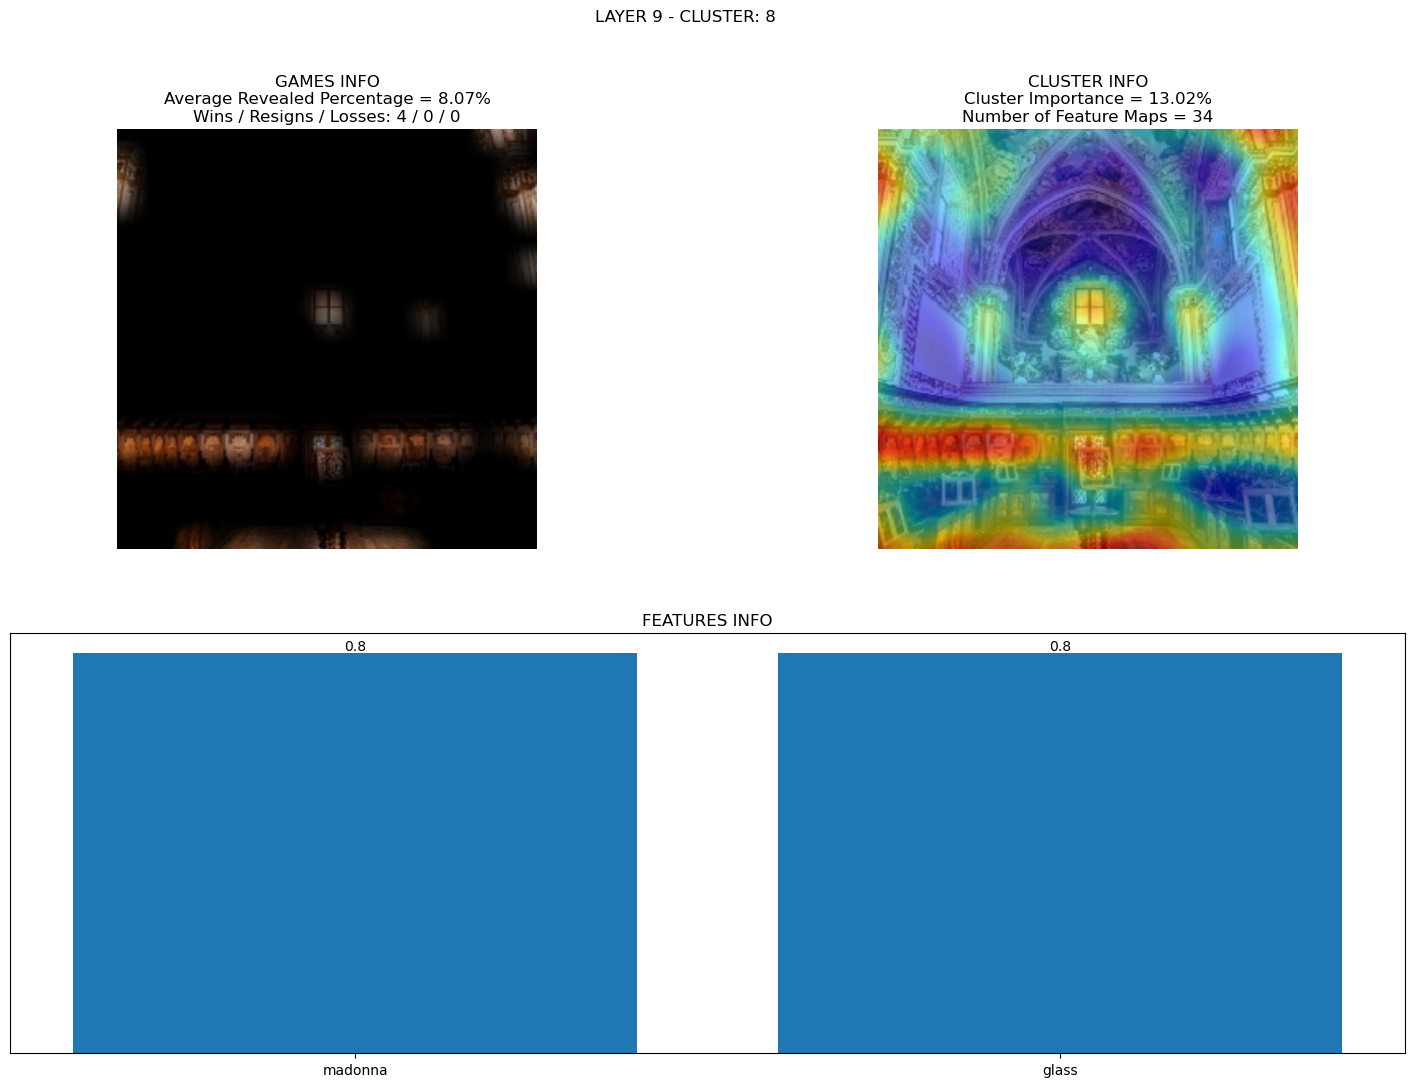 LAYER 9 - CLUSTER: 8
GAMES INFO
Average Revealed Percentage = 8.07%
Wins / Resigns / Losses: 4 / 0 / 0
CLUSTER INFO
Cluster Importance = 13.02%
Number of Feature Maps = 34
FEATURES INFO
0.8
0.8
madonna
glass